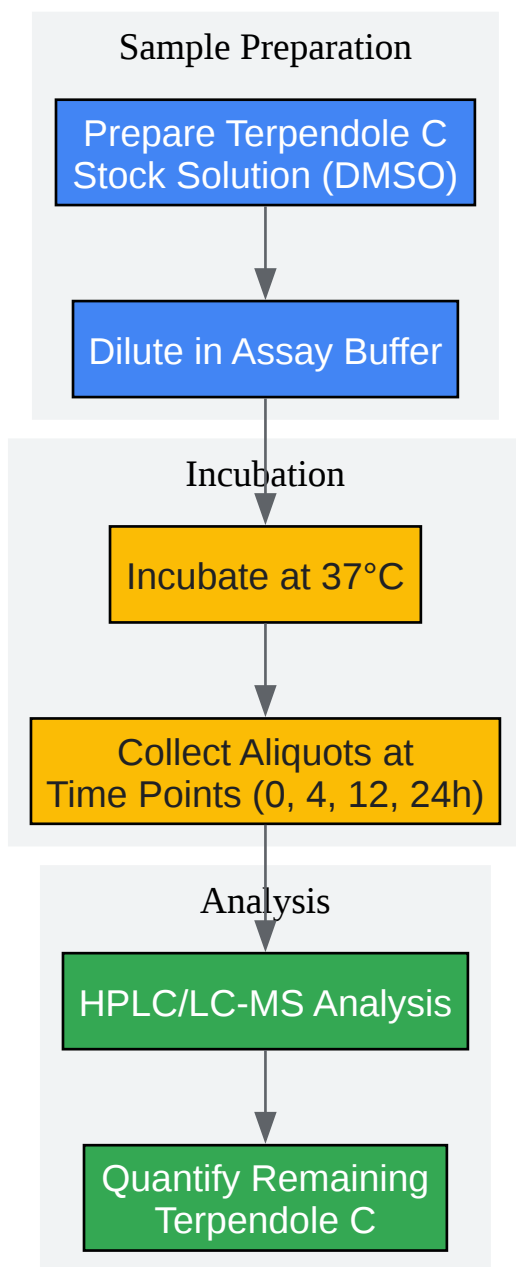 Sample Preparation
Prepare Terpendole C
Stock Solution (DMSO)
Dilute in Assay Buffer
Incubation
Incubate at 37°C
Collect Aliquots at
Time Points (0, 4, 12, 24h)
Analysis
HPLC/LC-MS Analysis
Quantify Remaining
Terpendole C